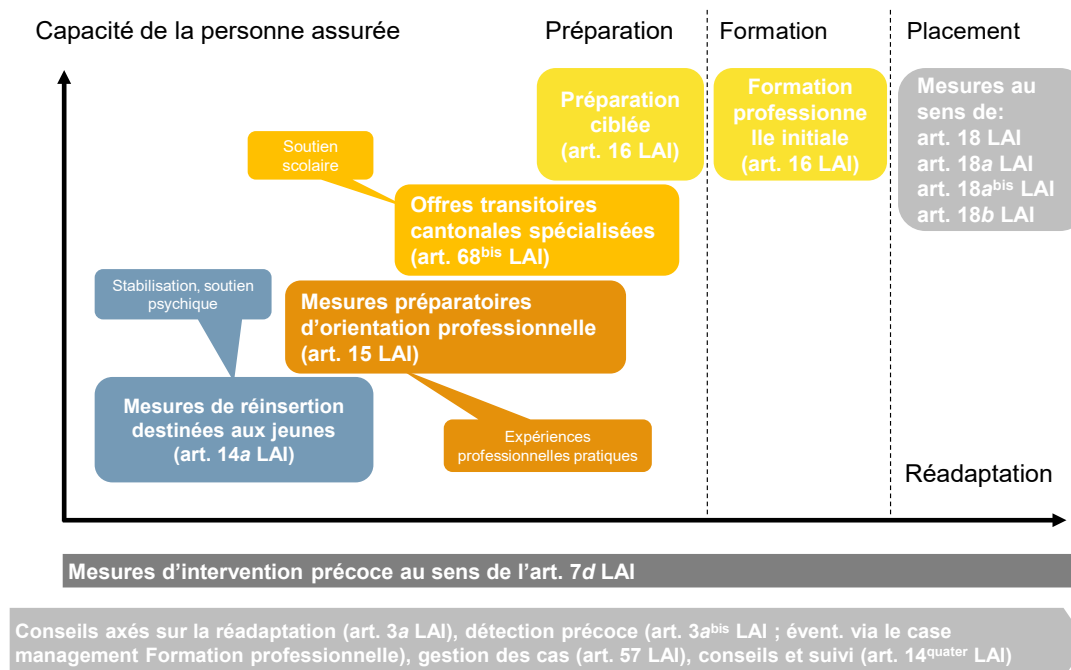 Capacité de la personne assurée
Préparation
Formation
Placement
Préparation
ciblée
(art. 16 LAI)
Formation
professionne
lle initiale
(art. 16 LAI)
Mesures au
sens de:
art. 18 LAI
art. 18a LAI
art. 18aᵇⁱˢ LAI
art. 18b LAI
Soutien
scolaire
Offres transitoires
cantonales spécialisées
(art. 68ᵇⁱˢ LAI)
Stabilisation, soutien
psychique
Mesures préparatoires
d’orientation professionnelle
(art. 15 LAI)
Mesures de réinsertion
destinées aux jeunes
(art. 14a LAI)
Expériences
professionnelles pratiques
Réadaptation
Mesures d’intervention précoce au sens de l’art. 7d LAI
Conseils axés sur la réadaptation (art. 3a LAI), détection précoce (art. 3aᵇⁱˢ LAI ; évent. via le case
management Formation professionnelle), gestion des cas (art. 57 LAI), conseils et suivi (art. 14quater LAI)